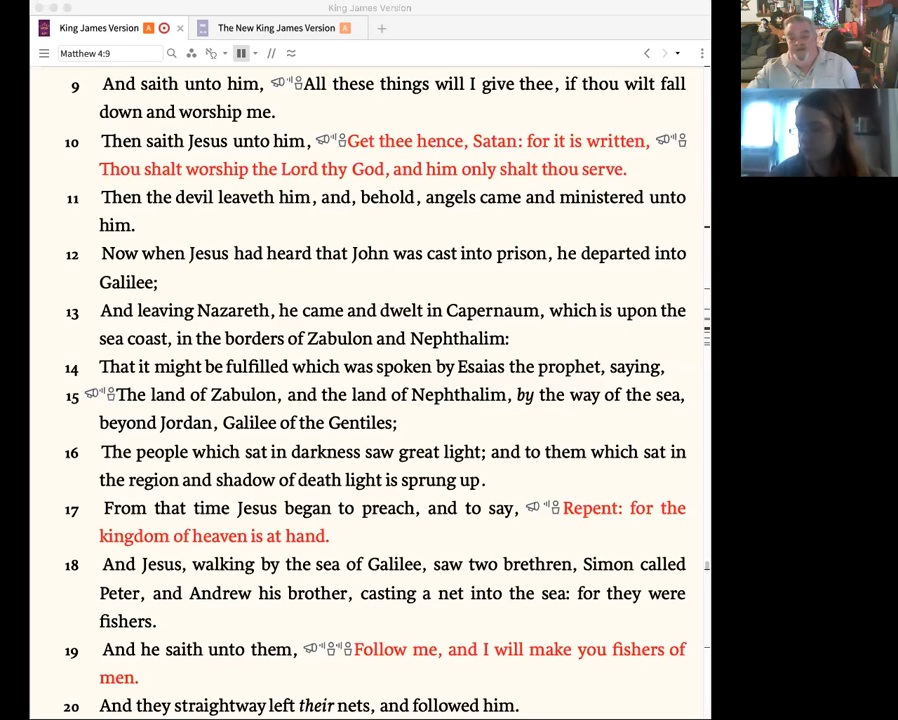 King James Version
King James Version A
The New King James Version A
Matthew 4:9
9 And saith unto him, All these things will I give thee, if thou wilt fall
down and worship me.
10 Then saith Jesus unto him, Get thee hence, Satan: for it is written,
Thou shalt worship the Lord thy God, and him only shalt thou serve.
11 Then the devil leaveth him, and, behold, angels came and ministered unto
him.
12 Now when Jesus had heard that John was cast into prison, he departed into
Galilee;
13 And leaving Nazareth, he came and dwelt in Capernaum, which is upon the
sea coast, in the borders of Zabulon and Nephthalim:
14 That it might be fulfilled which was spoken by Esaias the prophet, saying,
15 The land of Zabulon, and the land of Nephthalim, by the way of the sea,
beyond Jordan, Galilee of the Gentiles;
16 The people which sat in darkness saw great light; and to them which sat in
the region and shadow of death light is sprung up.
17 From that time Jesus began to preach, and to say, Repent: for the
kingdom of heaven is at hand.
18 And Jesus, walking by the sea of Galilee, saw two brethren, Simon called
Peter, and Andrew his brother, casting a net into the sea: for they were
fishers.
19 And he saith unto them, Follow me, and I will make you fishers of
men.
20 And they straightway left their nets, and followed him.